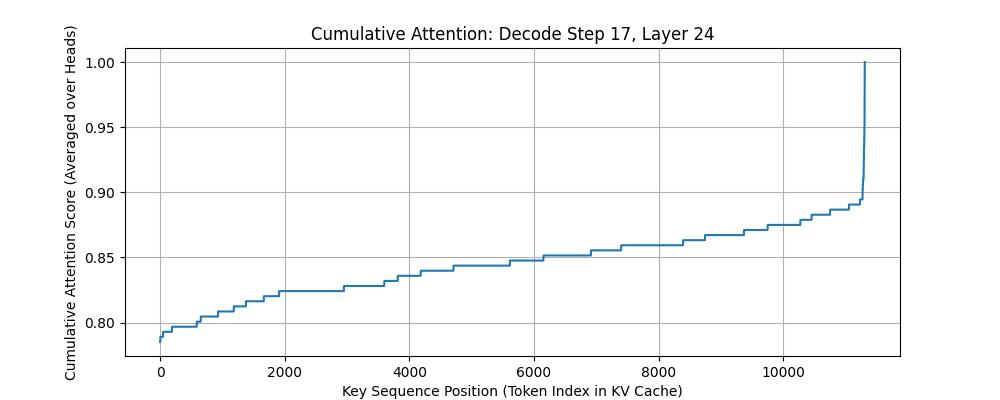 Cumulative Attention: Decode Step 17, Layer 24
Cumulative Attention Score (Averaged over Heads)
1.00
0.95
0.90
0.85
0.80
0 2000 4000 6000 8000 10000
Key Sequence Position (Token Index in KV Cache)